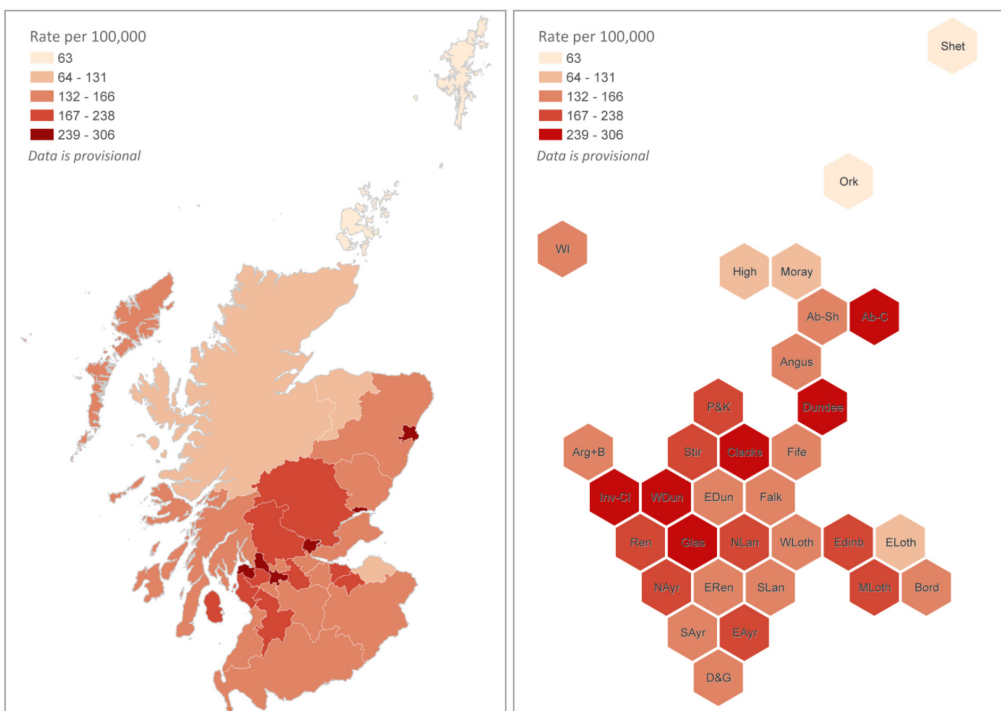 Rate per 100,000
63
64 - 131
132 - 166
167 - 238
239 - 306
Data is provisional
Rate per 100,000
63
64 - 131
132 - 166
167 - 238
239 - 306
Data is provisional
Shet
Ork
WI
High Moray
Ab-Sh Ab-C
Angus
P&K Dundee
Arg+B Stir Clacks Fife
Inv-Cl WDun EDun Falk
Ren Glas NLan WLoth Edinb ELoth
NAyr ERen SLan MLoth Bord
SAyr EAyr
D&G